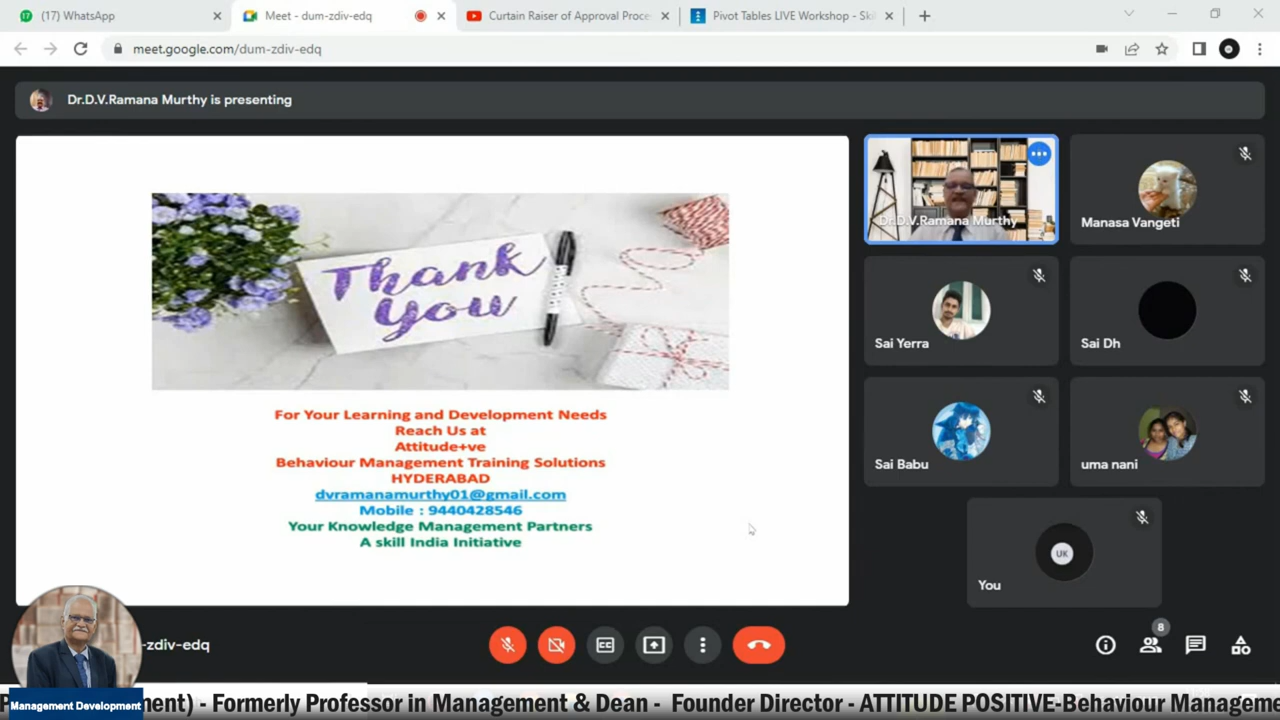 (17) WhatsApp
Meet - dum-zdiv-edq
Curtain Raiser of Approval Proce
Pivot Tables LIVE Workshop - Ski
meet.google.com/dum-zdiv-edq
Dr.D.V.Ramana Murthy is presenting
Thank
You
For Your Learning and Development Needs
Reach Us at
Attitude+ve
Behaviour Management Training Solutions
HYDERABAD
dvramanamurthy01@gmail.com
Mobile : 9440428546
Your Knowledge Management Partners
A skill India Initiative
Dr.D.V.Ramana Murthy
Manasa Vangeti
Sai Yerra
Sai Dh
Sai Babu
uma nani
UK
You
-zdiv-edq
CC
8
Management Development
ment) - Formerly Professor in Management & Dean - Founder Director - ATTITUDE POSITIVE-Behaviour Manageme